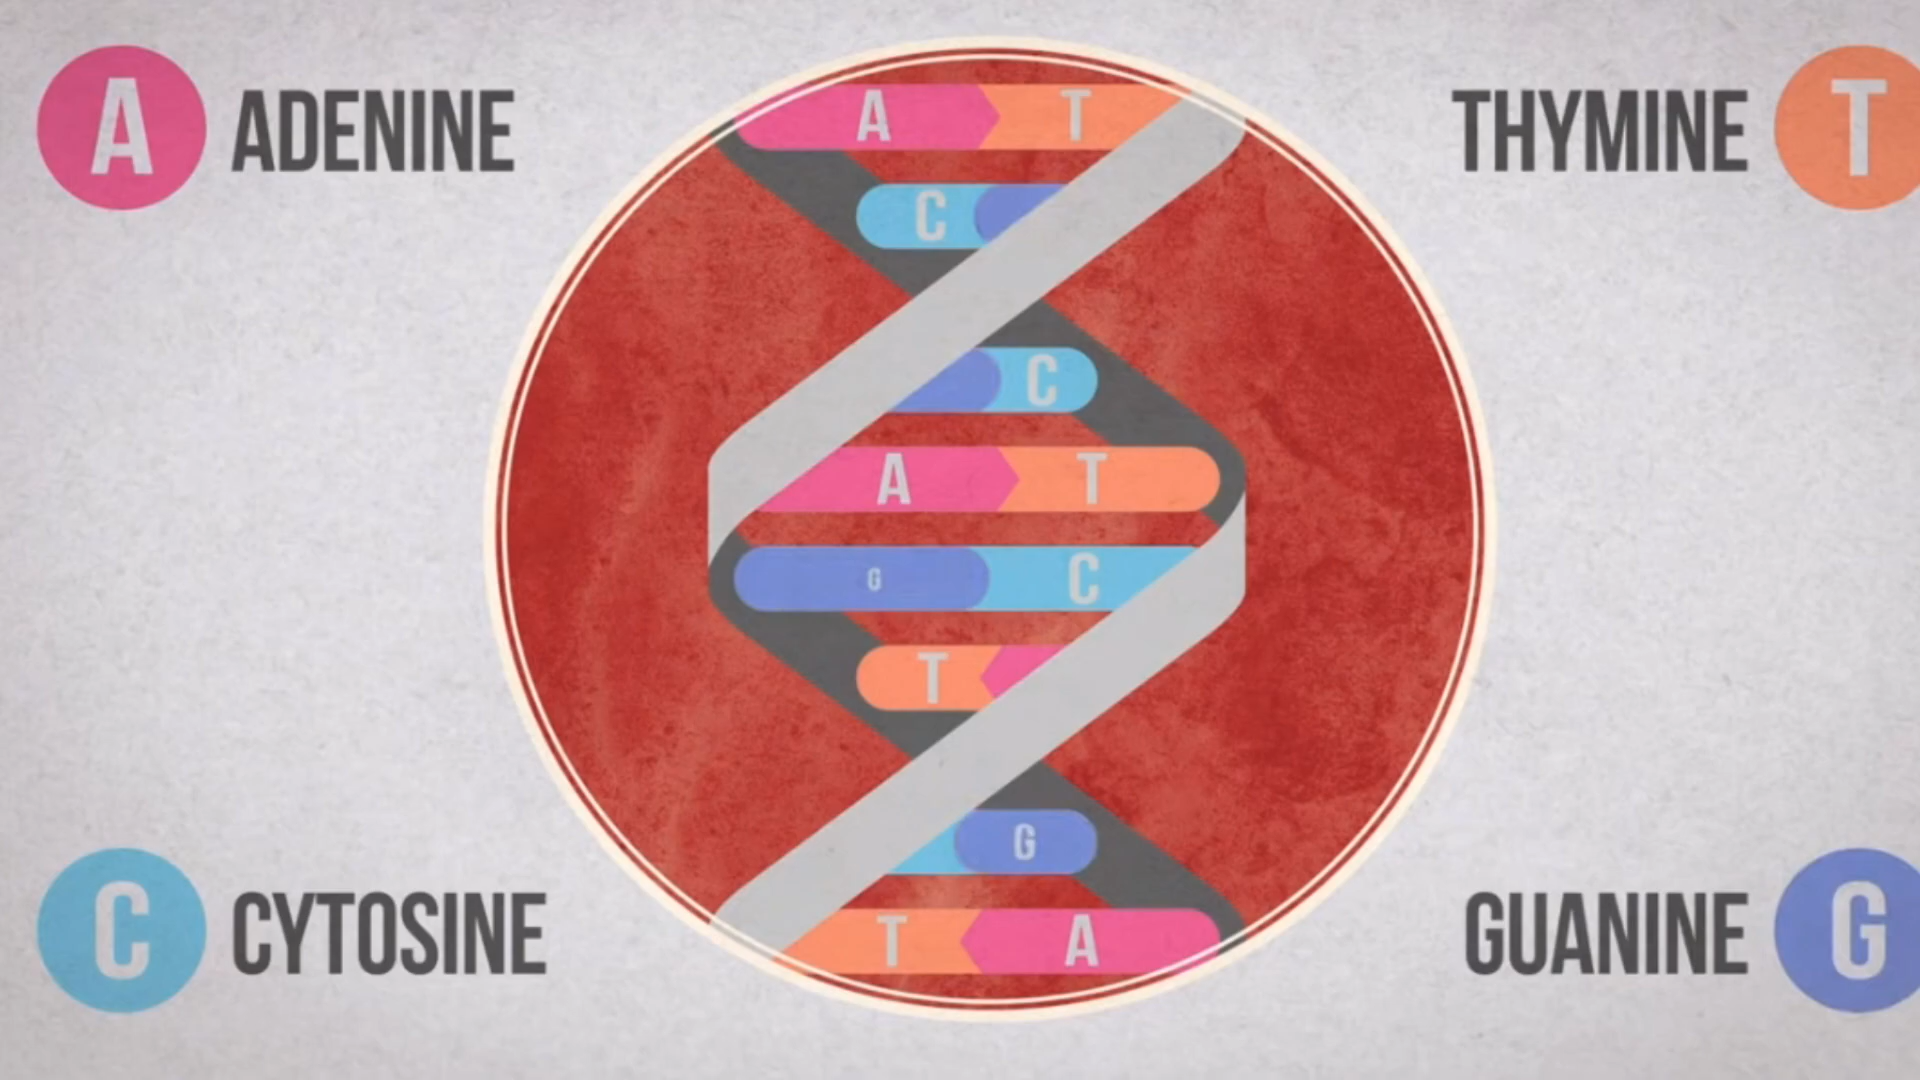 A ADENINE
THYMINE T
A T
C
C
A T
G C
T
G
T A
C CYTOSINE
GUANINE G